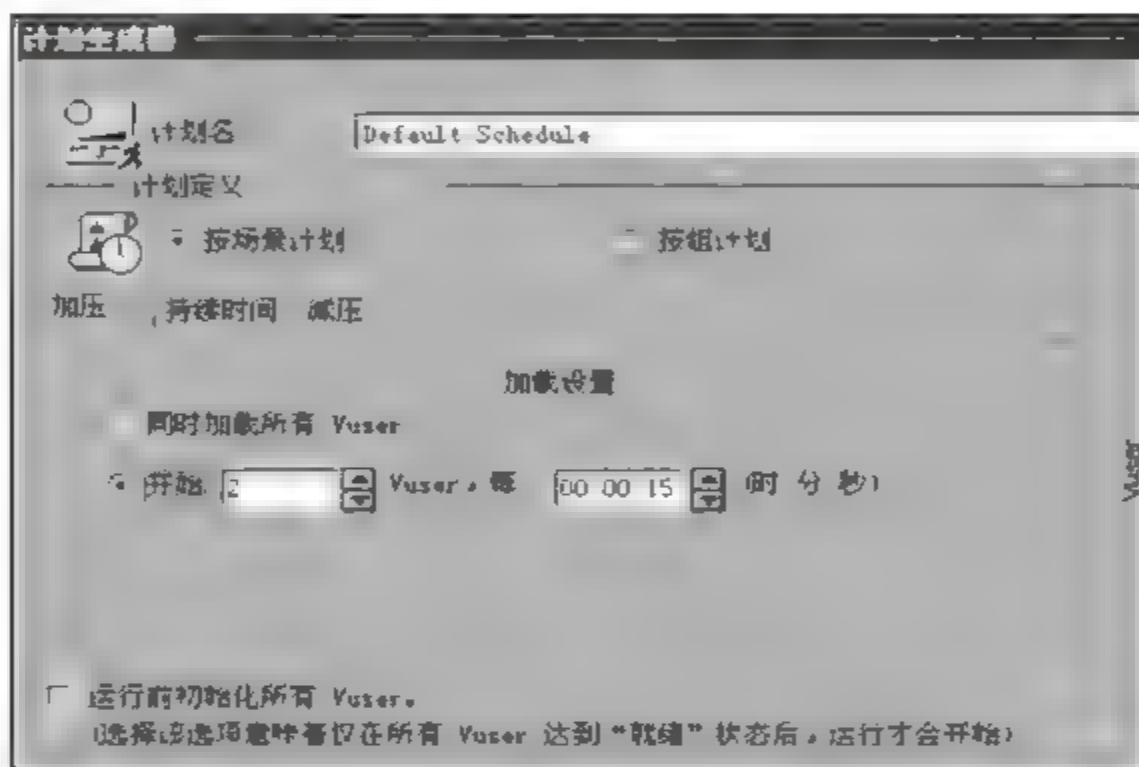 计划生成器
计划名 Default Schedule
计划定义
按场景计划 按组计划
加压 持续时间 减压
加载设置
同时加载所有 Vuser
开始 2 Vuser，每 00 00 15 (时 分 秒)
Vuser
运行前初始化所有 Vuser。
(选择该选项意味着仅在所有 Vuser 达到“就绪”状态后，运行才会开始)